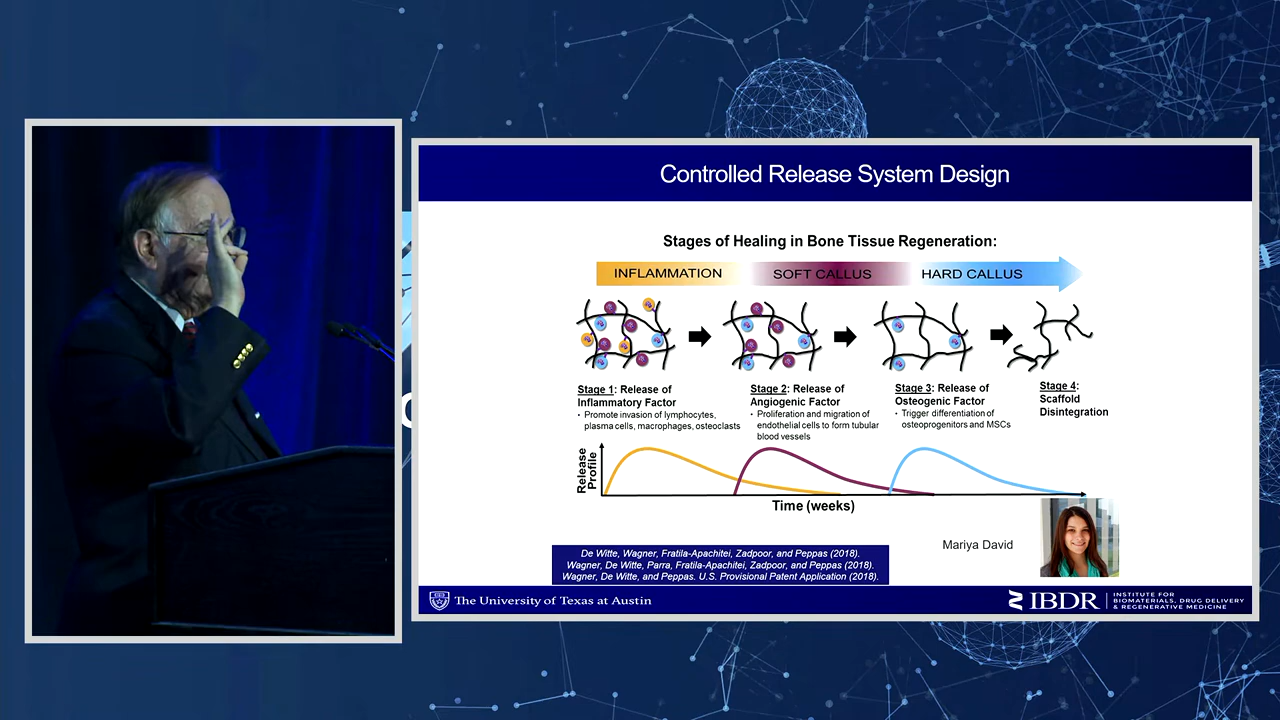 Controlled Release System Design
Stages of Healing in Bone Tissue Regeneration:
INFLAMMATION
SOFT CALLUS
HARD CALLUS
Stage 1: Release of
Inflammatory Factor
• Promote invasion of lymphocytes,
plasma cells, macrophages, osteoclasts
Stage 2: Release of
Angiogenic Factor
• Proliferation and migration of
endothelial cells to form tubular
blood vessels
Stage 3: Release of
Osteogenic Factor
• Trigger differentiation of
osteoprogenitors and MSCs
Stage 4:
Scaffold
Disintegration
Release
Profile
Time (weeks)
Mariya David
De Witte, Wagner, Fratila-Apachitei, Zadpoor, and Peppas (2018).
Wagner, De Witte, Parra, Fratila-Apachitei, Zadpoor, and Peppas (2018).
Wagner, De Witte, and Peppas. U.S. Provisional Patent Application (2018).
The University of Texas at Austin
IBDR
INSTITUTE FOR
BIOMATERIALS, DRUG DELIVERY
& REGENERATIVE MEDICINE